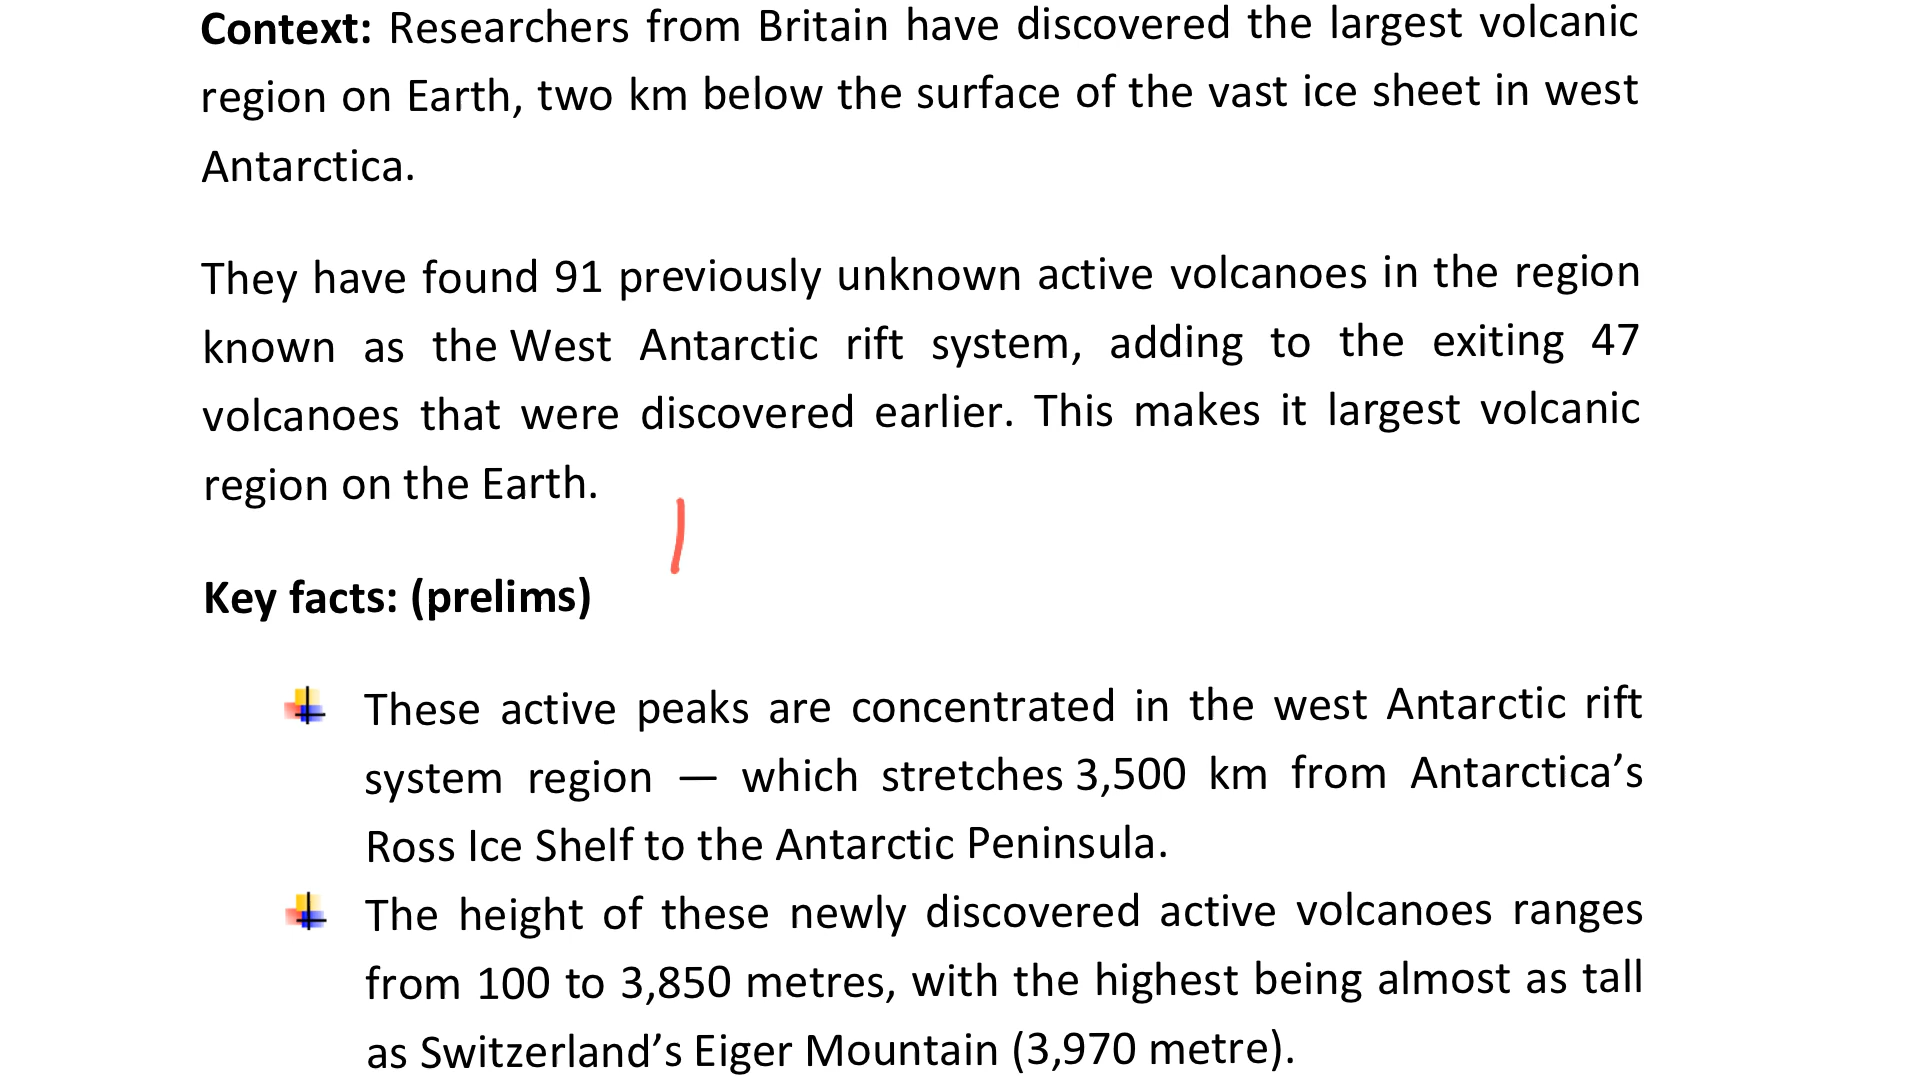 Context: Researchers from Britain have discovered the largest volcanic
region on Earth, two km below the surface of the vast ice sheet in west
Antarctica.
They have found 91 previously unknown active volcanoes in the region
known as the West Antarctic rift system, adding to the exiting 47
volcanoes that were discovered earlier. This makes it largest volcanic
region on the Earth.
Key facts: (prelims)
These active peaks are concentrated in the west Antarctic rift
system region — which stretches 3,500 km from Antarctica’s
Ross Ice Shelf to the Antarctic Peninsula.
The height of these newly discovered active volcanoes ranges
from 100 to 3,850 metres, with the highest being almost as tall
as Switzerland’s Eiger Mountain (3,970 metre).